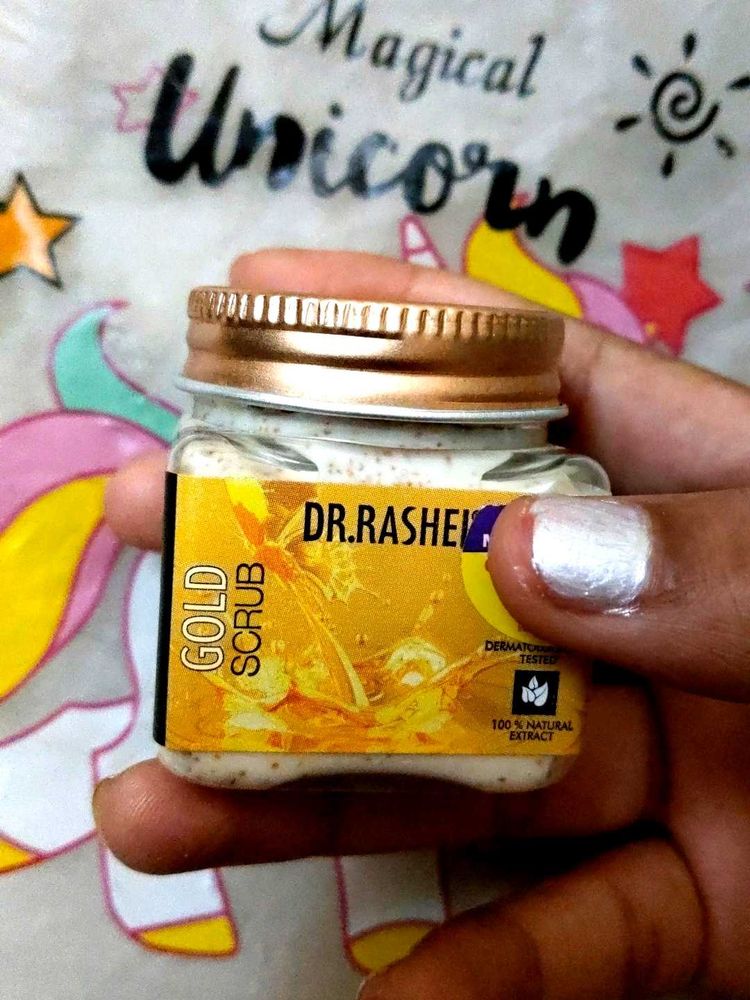 Magical
Unicorn
DR.RASHE
GOLD
SCRUB
TESTED
100 % NATURAL
EXTRACT